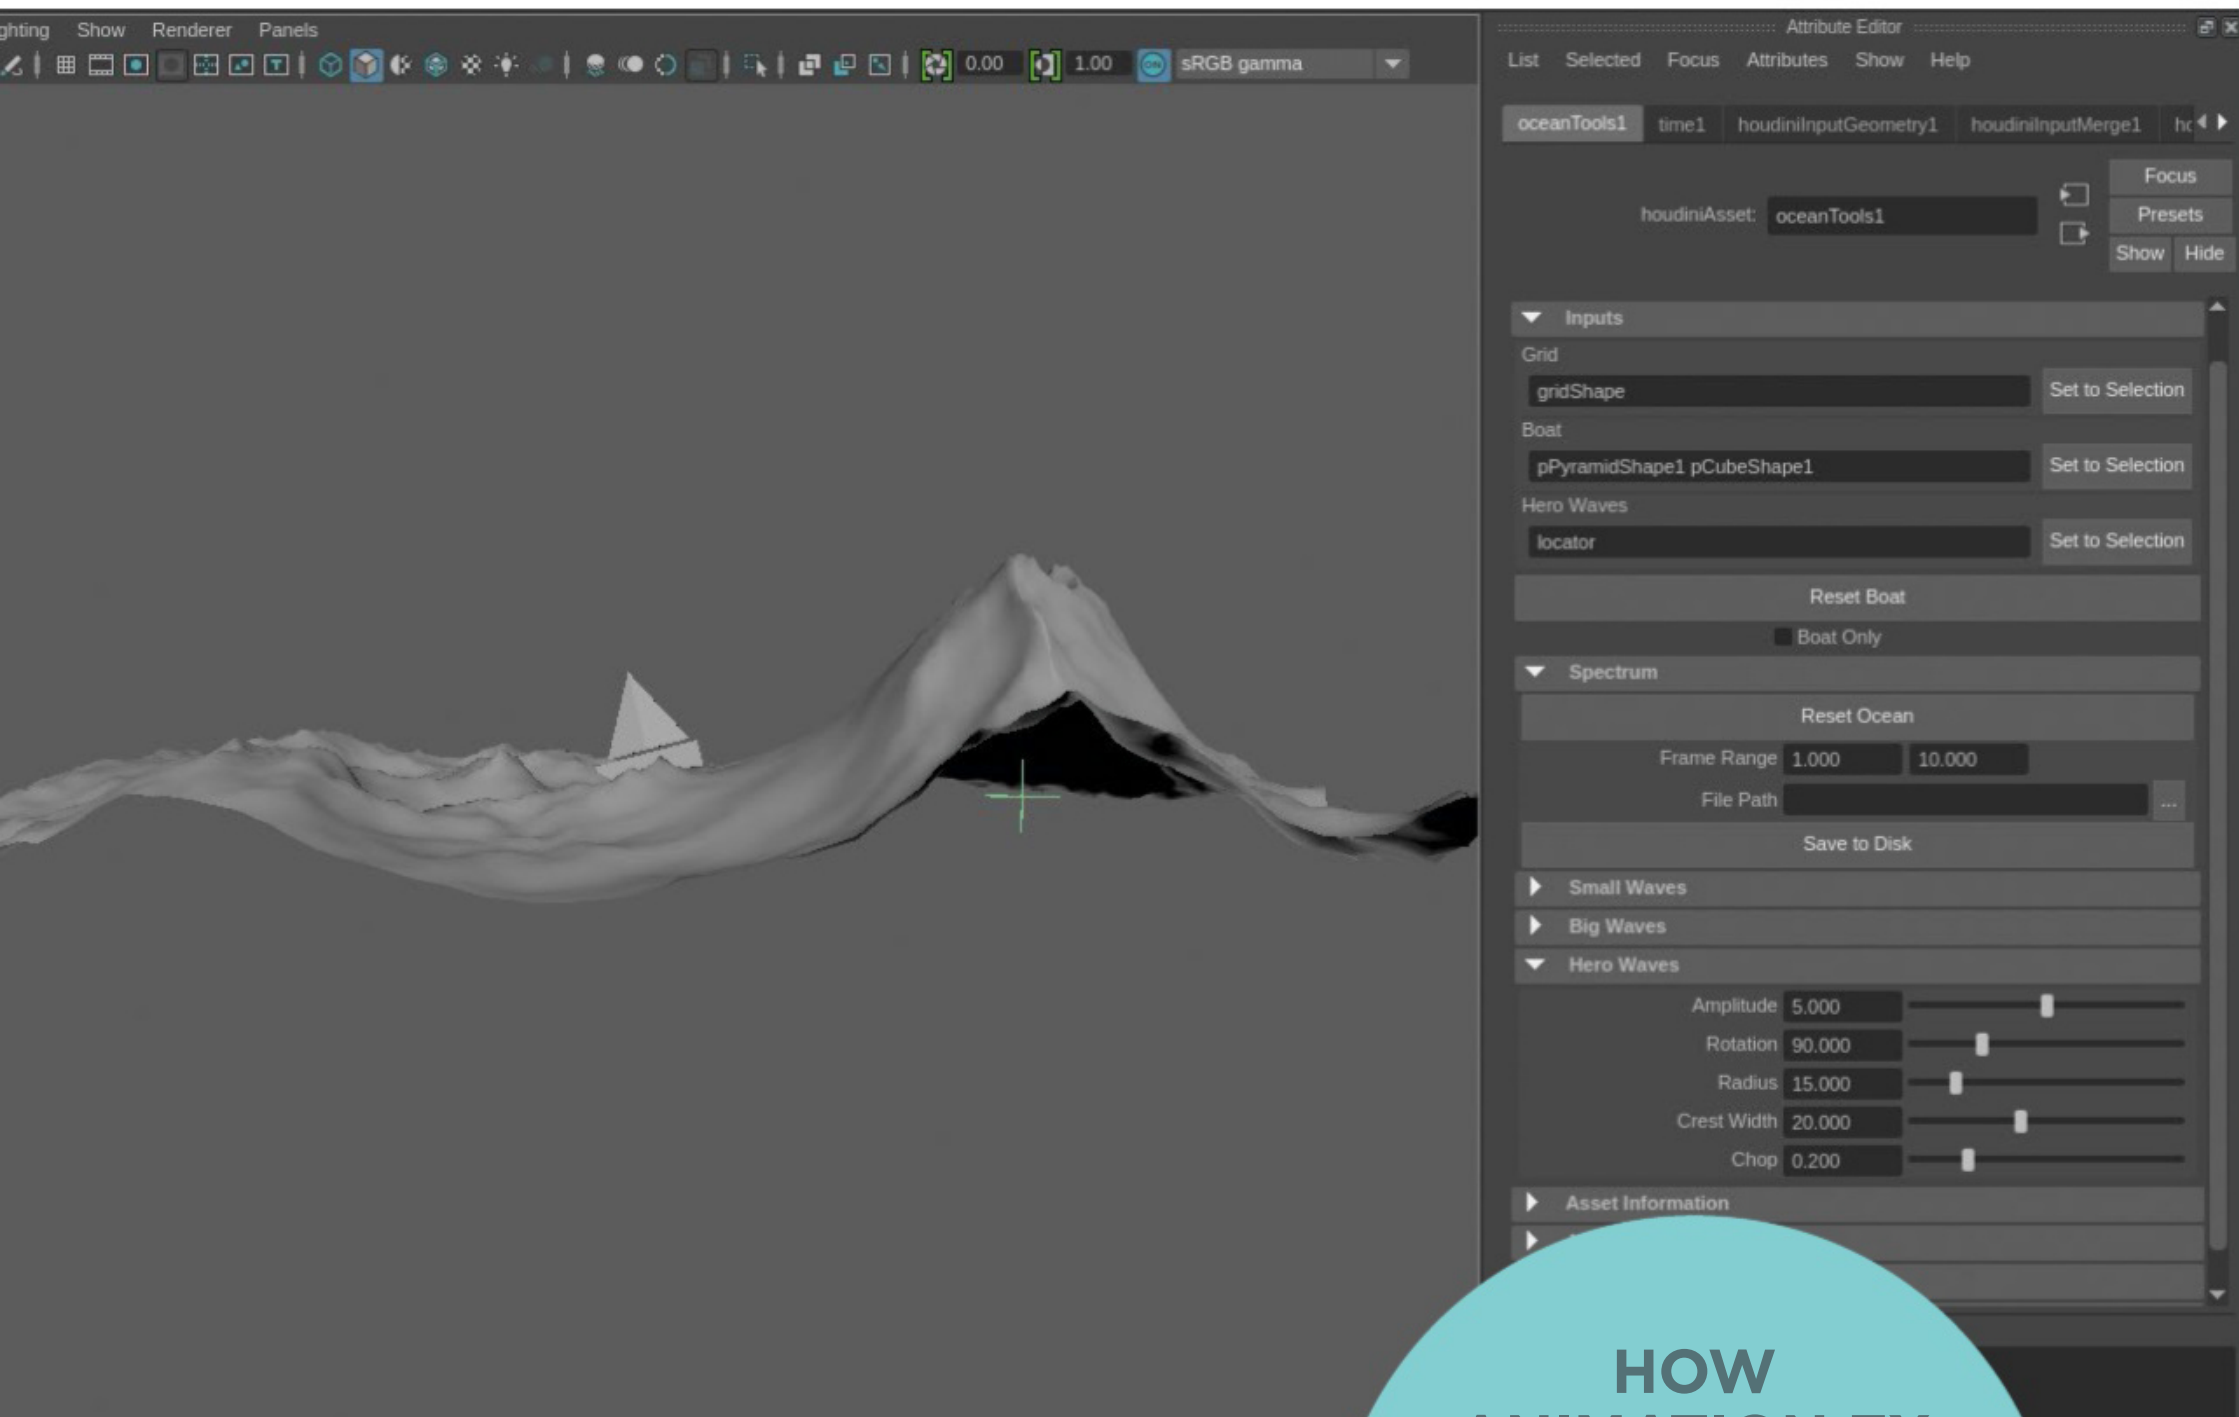 ghting Show Renderer Panels
0.00 1.00 ON sRGB gamma
Attribute Editor
List Selected Focus Attributes Show Help
oceanTools1 time1 houdiniInputGeometry1 houdiniInputMerge1 ho
Focus
houdiniAsset: oceanTools1
Presets
Show Hide
Inputs
Grid
gridShape Set to Selection
Boat
pPyramidShape1 pCubeShape1 Set to Selection
Hero Waves
locator Set to Selection
Reset Boat
Boat Only
Spectrum
Reset Ocean
Frame Range 1.000 10.000
File Path ...
Save to Disk
Small Waves
Big Waves
Hero Waves
Amplitude 5.000
Rotation 90.000
Radius 15.000
Crest Width 20.000
Chop 0.200
Asset Information
HOW